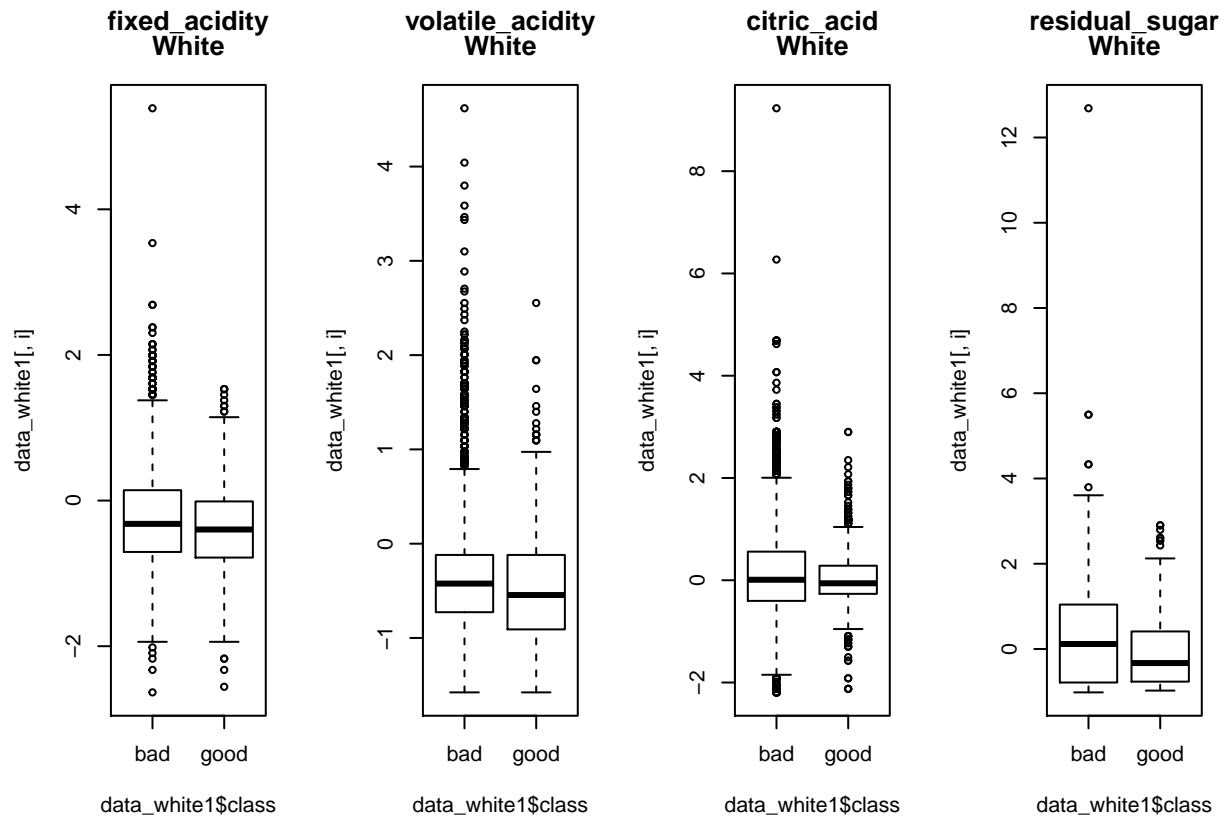 fixed_acidity
White
data_white1[, i]
4
2
0
−2
bad
good
data_white1$class
volatile_acidity
White
data_white1[, i]
4
3
2
1
0
−1
bad
good
data_white1$class
citric_acid
White
data_white1[, i]
8
6
4
2
0
−2
bad
good
data_white1$class
residual_sugar
White
data_white1[, i]
12
10
8
6
4
2
0
bad
good
data_white1$class